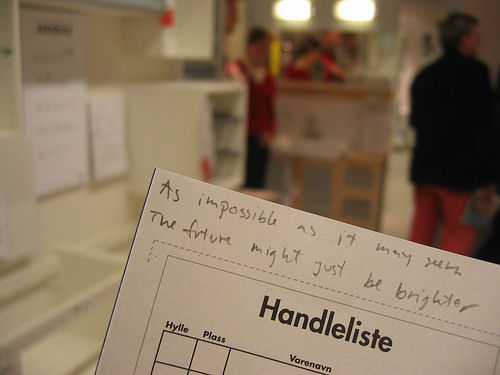 As impossible as it may seem
The future might just be brighter
Handleliste
Hylle Plass Varenavn